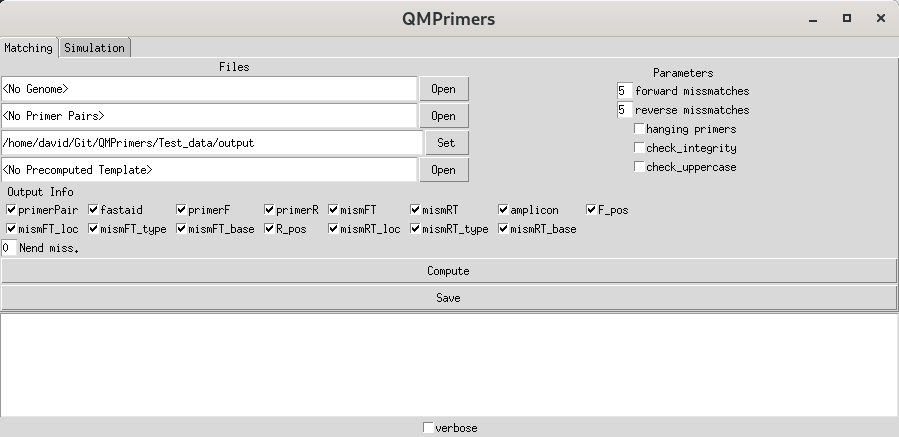 QMPrimers
Matching Simulation
Files
Parameters
<No Genome> Open
5 forward missmatches
<No Primer Pairs> Open
5 reverse missmatches
hanging primers
/home/david/Git/QMPrimers/Test_data/output Set
check_integrity
<No Precomputed Template> Open
check_uppercase
Output Info
primerPair fastaid primerF primerR mismFT mismRT amplicon F_pos
mismFT_loc mismFT_type mismFT_base R_pos mismRT_loc mismRT_type mismRT_base
0 Nend miss.
Compute
Save
verbose